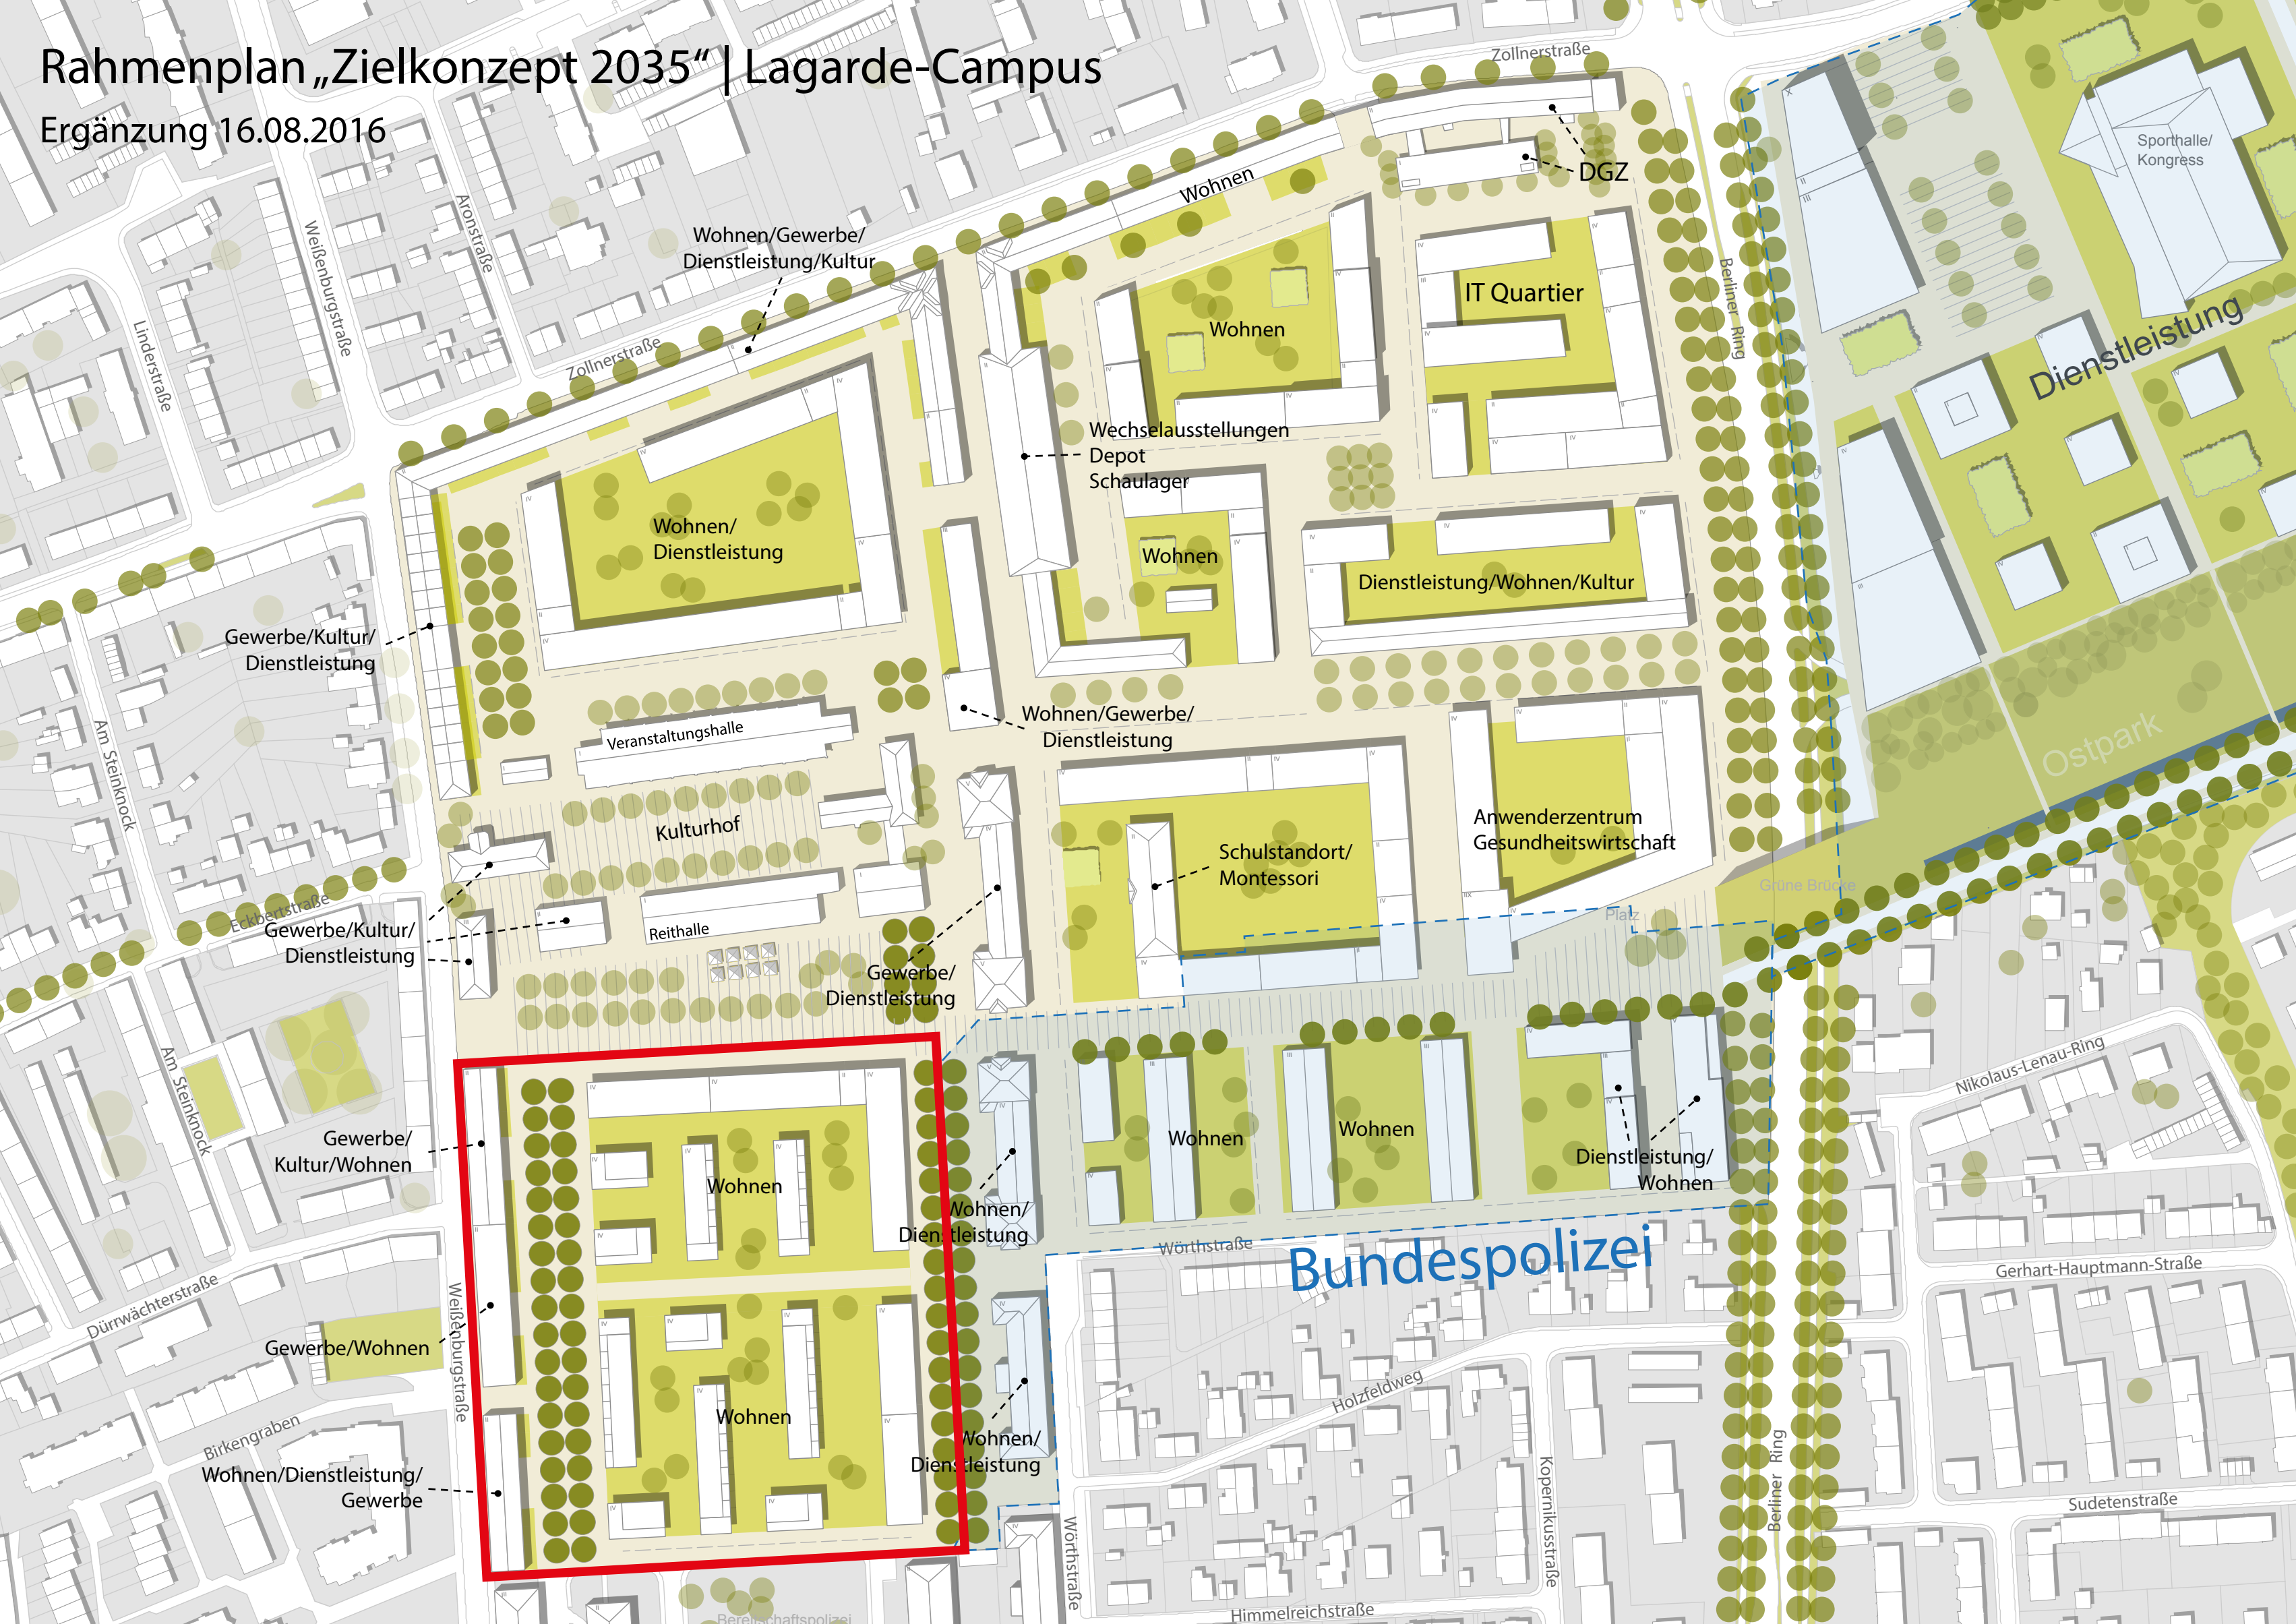 Rahmenplan „Zielkonzept 2035“ | Lagarde-Campus
Ergänzung 16.08.2016
Zollnerstraße
DGZ
Wohnen
Sporthalle/
Kongress
Weißenburgstraße
Aronstraße
Lindenstraße
Wohnen/Gewerbe/
Dienstleistung/Kultur
Zollnerstraße
Wohnen
IT Quartier
Berliner Ring
Dienstleistung
Wechselausstellungen
Depot
Schaulager
Wohnen/
Dienstleistung
Wohnen
Dienstleistung/Wohnen/Kultur
Gewerbe/Kultur/
Dienstleistung
Am Steinknock
Veranstaltungshalle
Wohnen/Gewerbe/
Dienstleistung
Ostpark
Kulturhof
Schulstandort/
Montessori
Anwenderzentrum
Gesundheitswirtschaft
Grüne Brücke
Platz
Eckbertstraße
Gewerbe/Kultur/
Dienstleistung
Reithalle
Gewerbe/
Dienstleistung
Am Steinknock
Nikolaus-Lenau-Ring
Gewerbe/
Kultur/Wohnen
Wohnen
Wohnen
Wohnen
Dienstleistung/
Wohnen
Wohnen/
Dienstleistung
Wörthstraße
Bundespolizei
Gerhart-Hauptmann-Straße
Dürrwächterstraße
Gewerbe/Wohnen
Weißenburgstraße
Holzfeldweg
Wohnen
Wohnen/
Dienstleistung
Birkengraben
Wohnen/Dienstleistung/
Gewerbe
Kopernikusstraße
Berliner Ring
Sudetenstraße
Wörthstraße
Himmelreichstraße
Bereitschaftspolizei